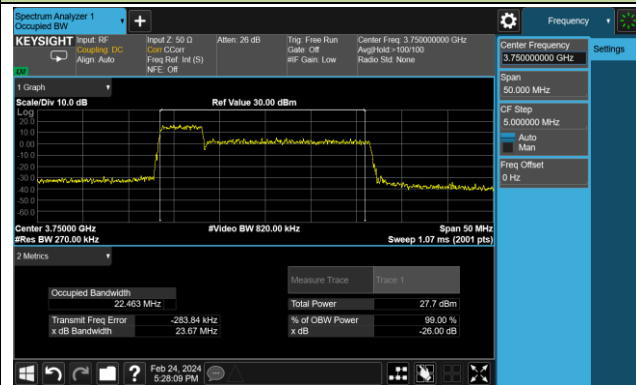 Spectrum Analyzer 1
Occupied BW
Frequency
KEYSIGHT
Input: RF
Coupling: DC
Align: Auto
Input Z: 50 Ω
Corr CCorr
Freq Ref: Int (S)
NFE: Off
Atten: 26 dB
Trig: Free Run
Gate: Off
#IF Gain: Low
Center Freq: 3.750000000 GHz
Avg|Hold:>100/100
Radio Std: None
Center Frequency
3.750000000 GHz
Settings
Span
50.000 MHz
CF Step
5.000000 MHz
Auto
Man
Freq Offset
0 Hz
1 Graph
Scale/Div 10.0 dB
Ref Value 30.00 dBm
Log
20.0
10.0
0.00
-10.0
-20.0
-30.0
-40.0
-50.0
-60.0
Center 3.75000 GHz
#Video BW 820.00 kHz
Span 50 MHz
#Res BW 270.00 kHz
Sweep 1.07 ms (2001 pts)
2 Metrics
Measure Trace
Trace 1
Occupied Bandwidth
22.463 MHz
Total Power
27.7 dBm
Transmit Freq Error
-283.84 kHz
% of OBW Power
99.00 %
x dB Bandwidth
23.67 MHz
x dB
-26.00 dB
?
Feb 24, 2024
5:28:09 PM